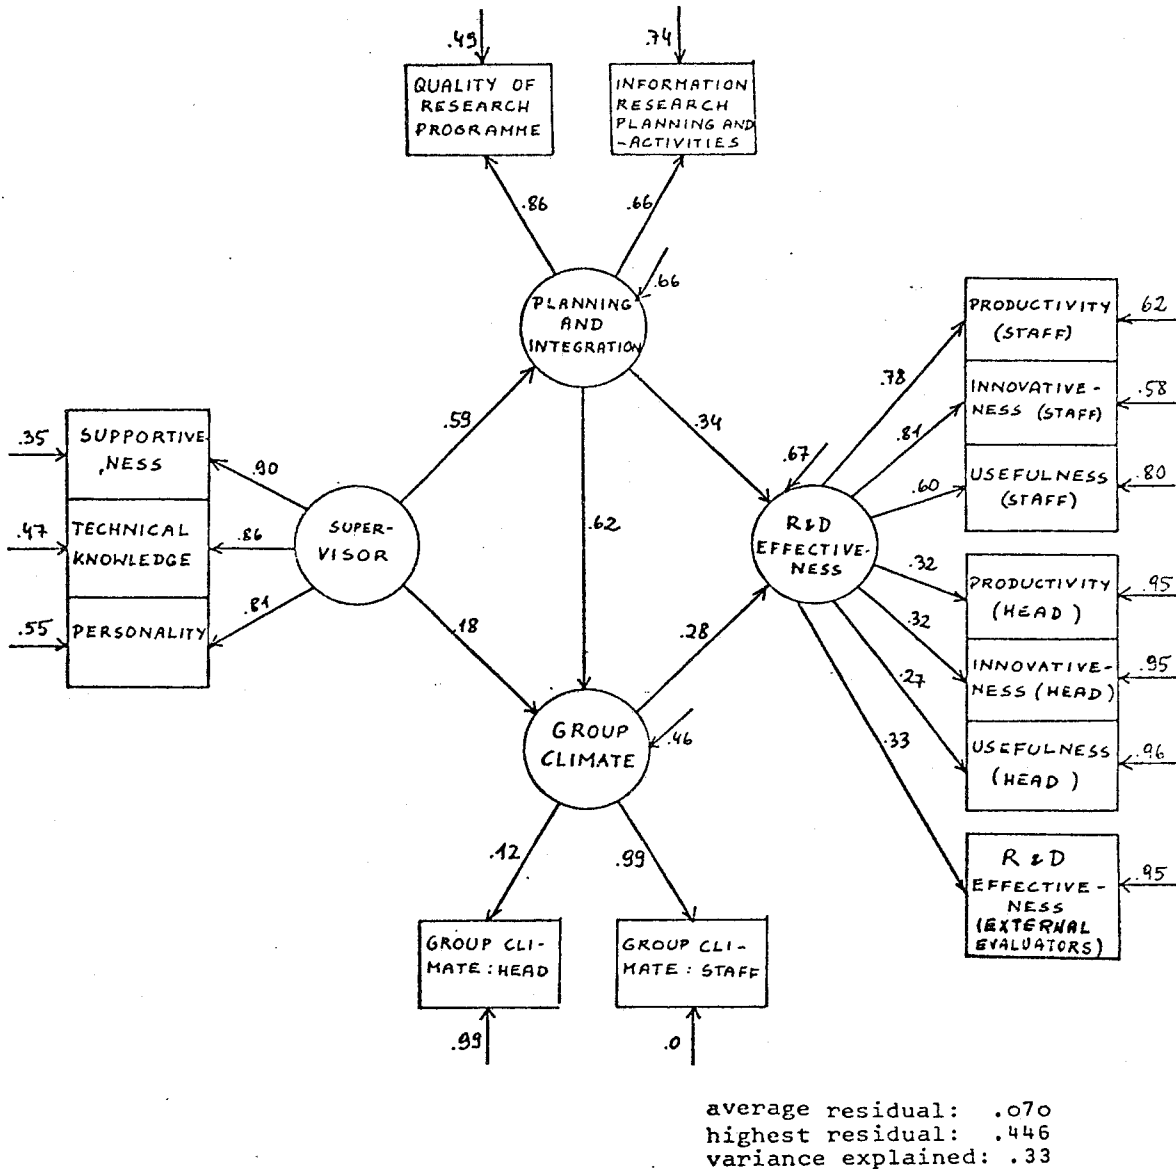 .49
.74
QUALITY OF
RESEARCH
PROGRAMME
INFORMATION
RESEARCH
PLANNING AND
-ACTIVITIES
.86
.66
.66
PLANNING
AND
INTEGRATION
.59
.34
.62
.35
SUPPORTIVE
NESS
.90
.47
TECHNICAL
KNOWLEDGE
.86
.55
PERSONALITY
.81
SUPER-
VISOR
.18
.28
.67
R&D
EFFECTIVE-
NESS
.78
.81
.60
.32
.32
.27
.33
PRODUCTIVITY
(STAFF)
62
INNOVATIVE-
NESS (STAFF)
.58
USEFULNESS
(STAFF)
.80
PRODUCTIVITY
(HEAD)
.95
INNOVATIVE-
NESS (HEAD)
.95
USEFULNESS
(HEAD)
.96
R & D
EFFECTIVE-
NESS
(EXTERNAL
EVALUATORS)
.95
GROUP
CLIMATE
.46
.12
.99
GROUP CLI-
MATE: HEAD
GROUP CLI-
MATE: STAFF
.99
.0
average residual: .070
highest residual: .446
variance explained: .33